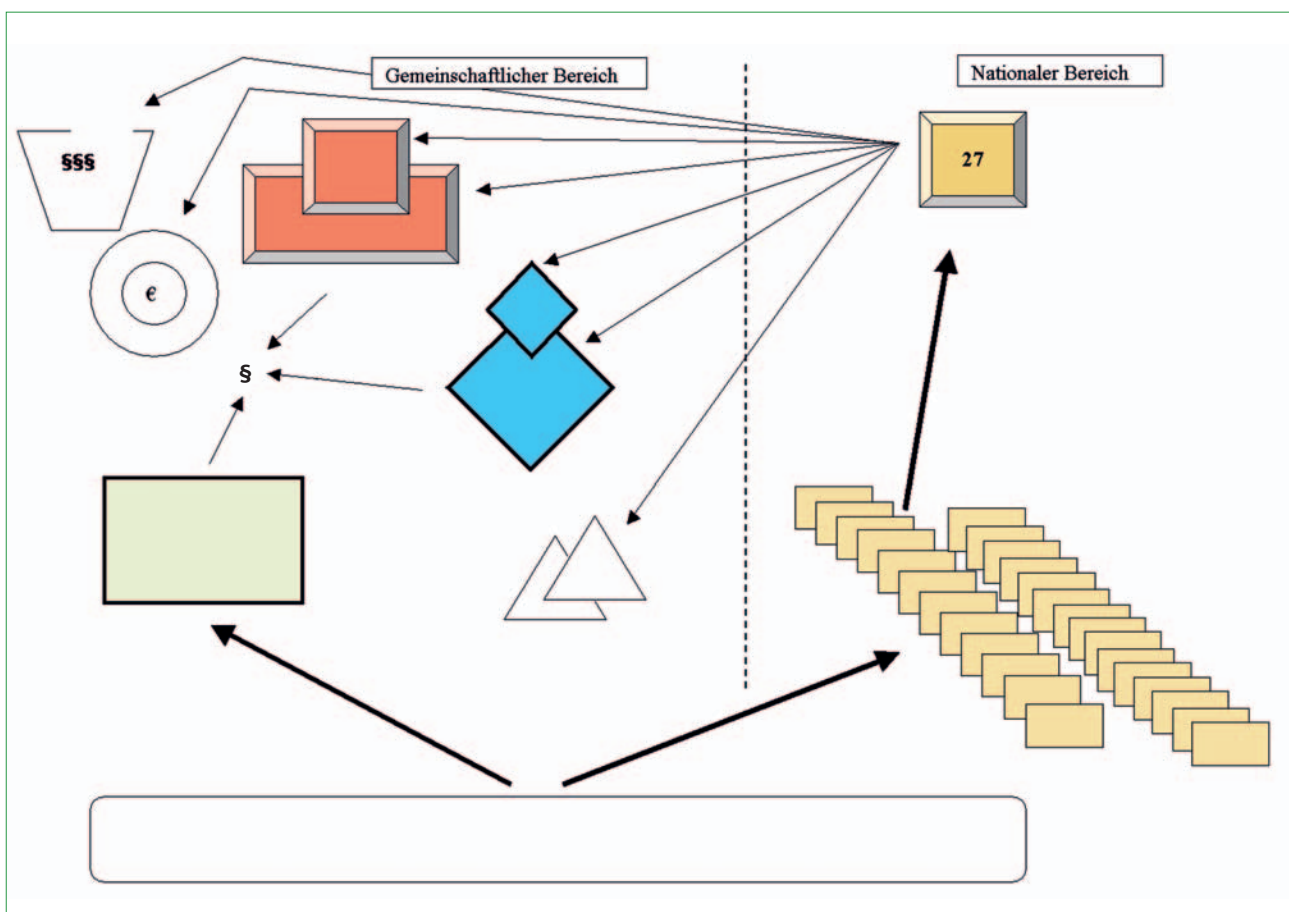 Gemeinschaftlicher Bereich
Nationaler Bereich
§§§
27
€
§